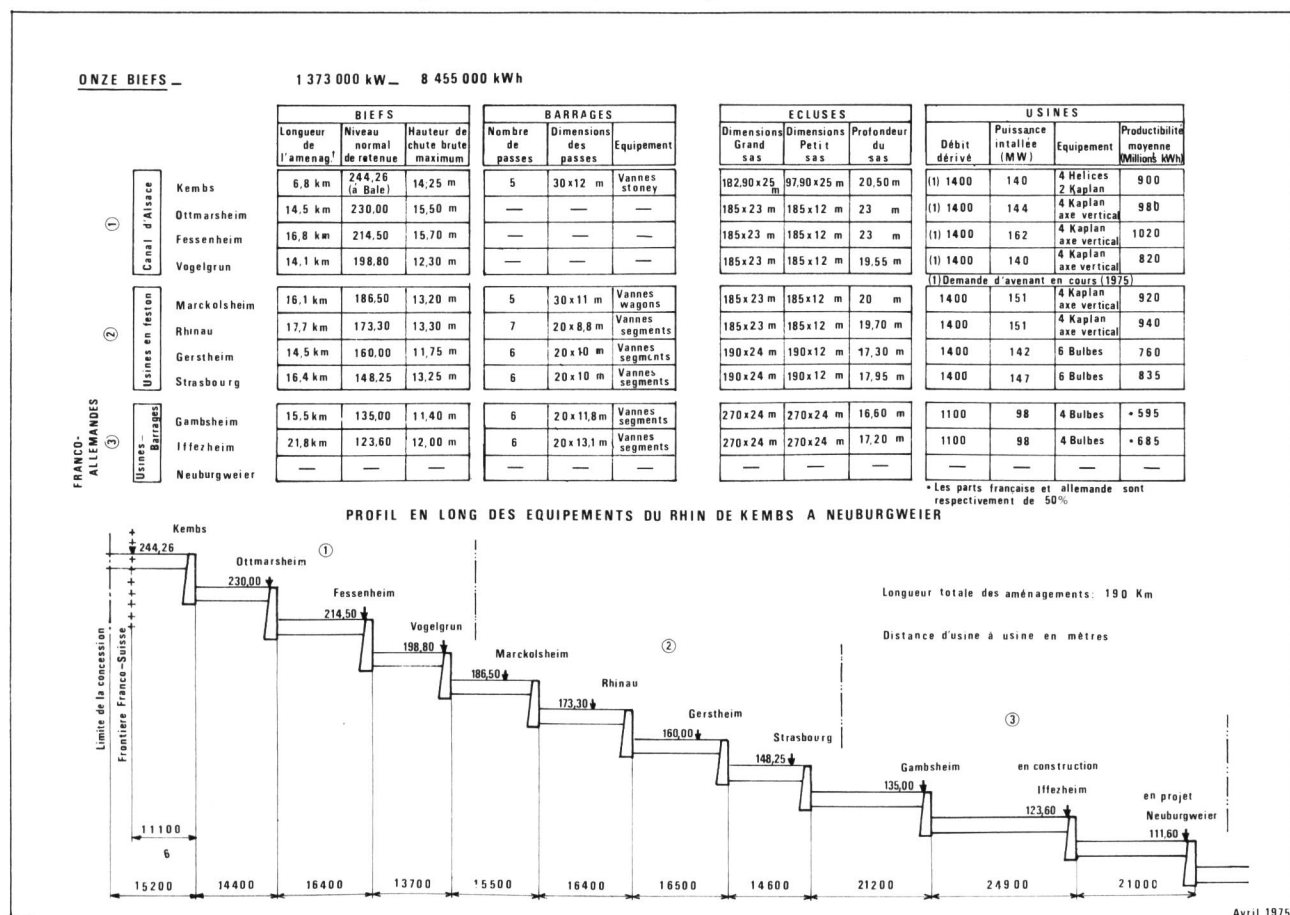 ONZE BIEFS — 1 373 000 kW — 8 455 000 kWh
BIEFS BARRAGES ECLUSES USINES
Longueur de l'amenag.t Niveau normal de retenue Hauteur de chute brute maximum Nombre de passes Dimensions des passes Equipement Dimensions Grand sas Dimensions Petit sas Profondeur du sas Débit dérivé Puissance intallée (MW) Equipement Productibilité moyenne (Millions kWh)
① Canal d'Alsace
Kembs 6,8 km 244,26 (à Bale) 14,25 m 5 30x12 m Vannes stoney 182,90x25 m 97,90x25 m 20,50 m (1) 1400 140 4 Helices 2 Kaplan 900
Ottmarsheim 14,5 km 230,00 15,50 m — — — 185x23 m 185x12 m 23 m (1) 1400 144 4 Kaplan axe vertical 980
Fessenheim 16,8 km 214,50 15,70 m — — — 185x23 m 185x12 m 23 m (1) 1400 162 4 Kaplan axe vertical 1020
Vogelgrun 14,1 km 198,80 12,30 m — — — 185x23 m 185x12 m 19,55 m (1) 1400 140 4 Kaplan axe vertical 820
(1) Demande d'avenant en cours (1975)
② Usines en feston
Marckolsheim 16,1 km 186,50 13,20 m 5 30x11 m Vannes wagons 185x23 m 185x12 m 20 m 1400 151 4 Kaplan axe vertical 920
Rhinau 17,7 km 173,30 13,30 m 7 20x8,8 m Vannes segments 185x23 m 185x12 m 19,70 m 1400 151 4 Kaplan axe vertical 940
Gerstheim 14,5 km 160,00 11,75 m 6 20x10 m Vannes segments 190x24 m 190x12 m 17,30 m 1400 142 6 Bulbes 760
Strasbourg 16,4 km 148,25 13,25 m 6 20x10 m Vannes segments 190x24 m 190x12 m 17,95 m 1400 147 6 Bulbes 835
FRANCO-ALLEMANDES ③ Usines-Barrages
Gambsheim 15,5 km 135,00 11,40 m 6 20x11,8 m Vannes segments 270x24 m 270x24 m 16,60 m 1100 98 4 Bulbes • 595
Iffezheim 21,8 km 123,60 12,00 m 6 20x13,1 m Vannes segments 270x24 m 270x24 m 17,20 m 1100 98 4 Bulbes • 685
Neuburgweier — — — — — — — — — — — — —
• Les parts française et allemande sont
respectivement de 50%
PROFIL EN LONG DES EQUIPEMENTS DU RHIN DE KEMBS A NEUBURGWEIER
Limite de la concession
Frontiere Franco-Suisse
① ② ③
Kembs
244,26
Ottmarsheim
230,00
Fessenheim
214,50
Vogelgrun
198,80
Marckolsheim
186,50
Rhinau
173,30
Gerstheim
160,00
Strasbourg
148,25
Gambsheim
135,00
en construction
Iffezheim
123,60
en projet
Neuburgweier
111,60
Longueur totale des aménagements: 190 Km
Distance d'usine à usine en mètres
11100
6
15200 14400 16400 13700 15500 16400 16500 14600 21200 24900 21000
Avril 1975